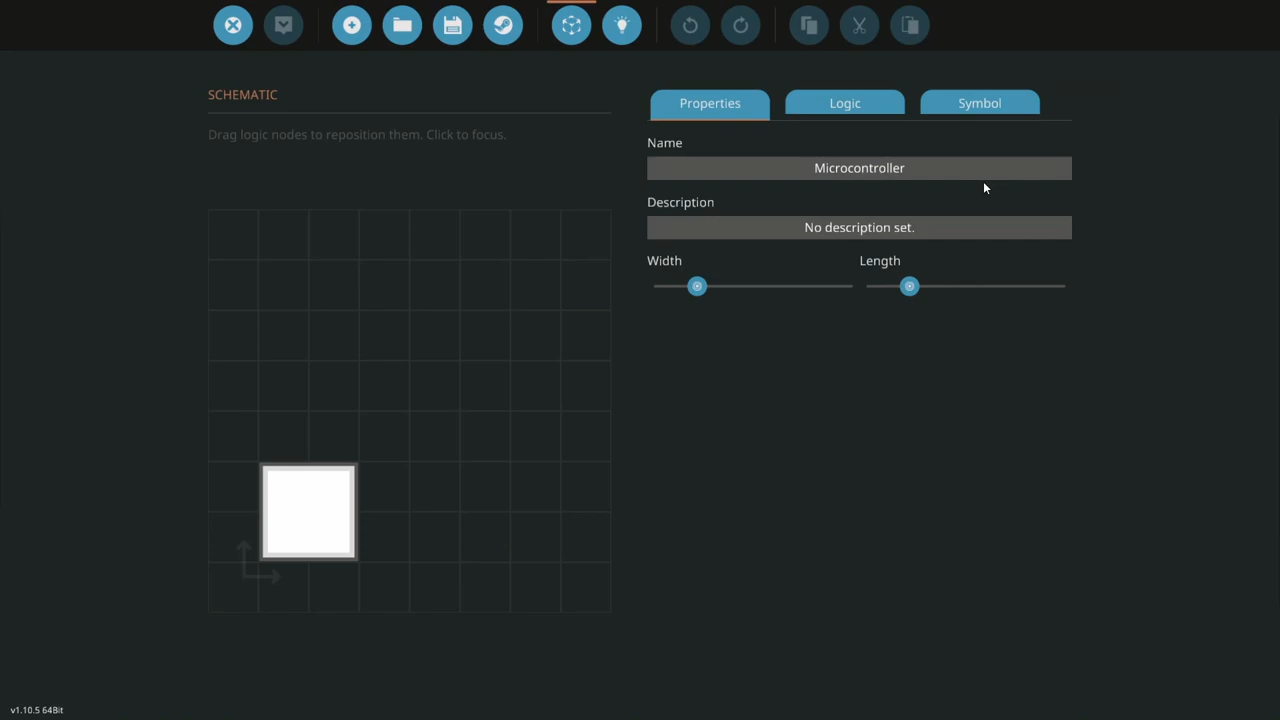 SCHEMATIC
Drag logic nodes to reposition them. Click to focus.
Properties
Logic
Symbol
Name
Microcontroller
Description
No description set.
Width
Length
v1.10.5 64Bit